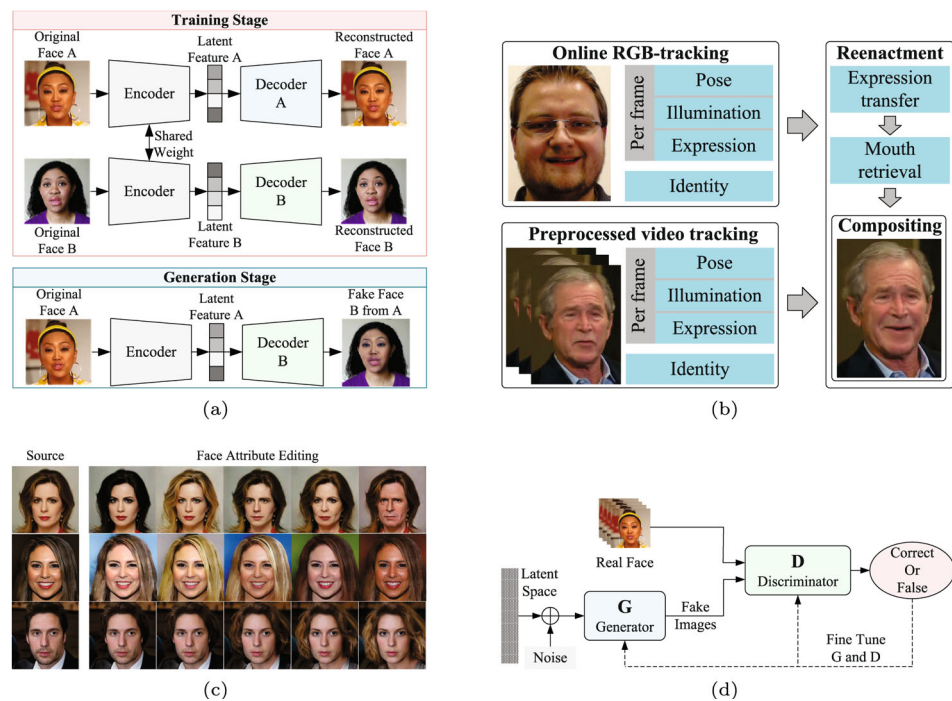 Training Stage
Original
Face A
Latent
Feature A
Reconstructed
Face A
Encoder
Decoder
A
Shared
Weight
Encoder
Decoder
B
Original
Face B
Latent
Feature B
Reconstructed
Face B
Generation Stage
Original
Face A
Latent
Feature A
Fake Face
B from A
Encoder
Decoder
B
(a)
Online RGB-tracking
Per frame
Pose
Illumination
Expression
Identity
Preprocessed video tracking
Per frame
Pose
Illumination
Expression
Identity
Reenactment
Expression
transfer
Mouth
retrieval
Compositing
(b)
Source
Face Attribute Editing
(c)
Real Face
Latent
Space
Noise
G
Generator
Fake
Images
D
Discriminator
Correct
Or
False
Fine Tune
G and D
(d)